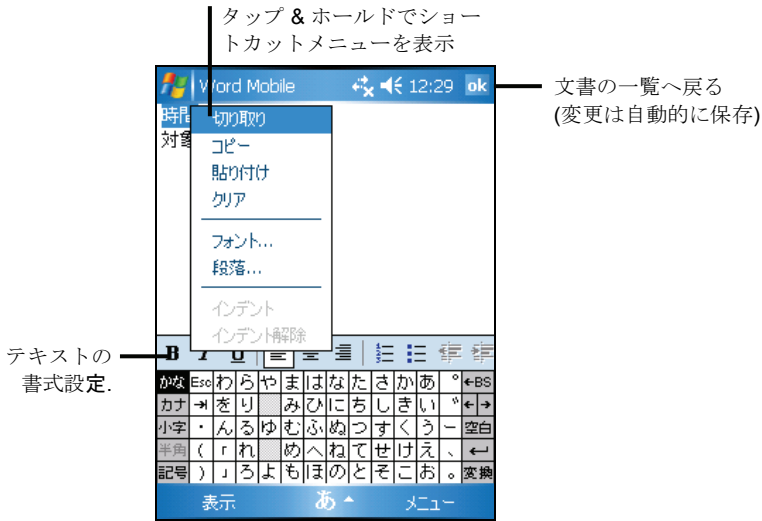 タップ & ホールドでショー
トカットメニューを表示
Word Mobile 12:29 ok
文書の一覧へ戻る
(変更は自動的に保存)
時間
対象
切り取り
コピー
貼り付け
クリア
フォント...
段落...
インデント
インデント解除
テキストの
書式設定.
B I U
かな Esc わ らやまはなたさかあ ° ←BS
カナ →| を り み ひ に ち し き い 〝 ← →
小字 ・ ん る ゆ む ふ ぬ つ す く う ー 空白
半角 ( 「 れ め へ ね て せ け え 、 ↵
記号 ) 」 ろ よ も ほ の と そ こ お 。 変換
表示 あ メニュー